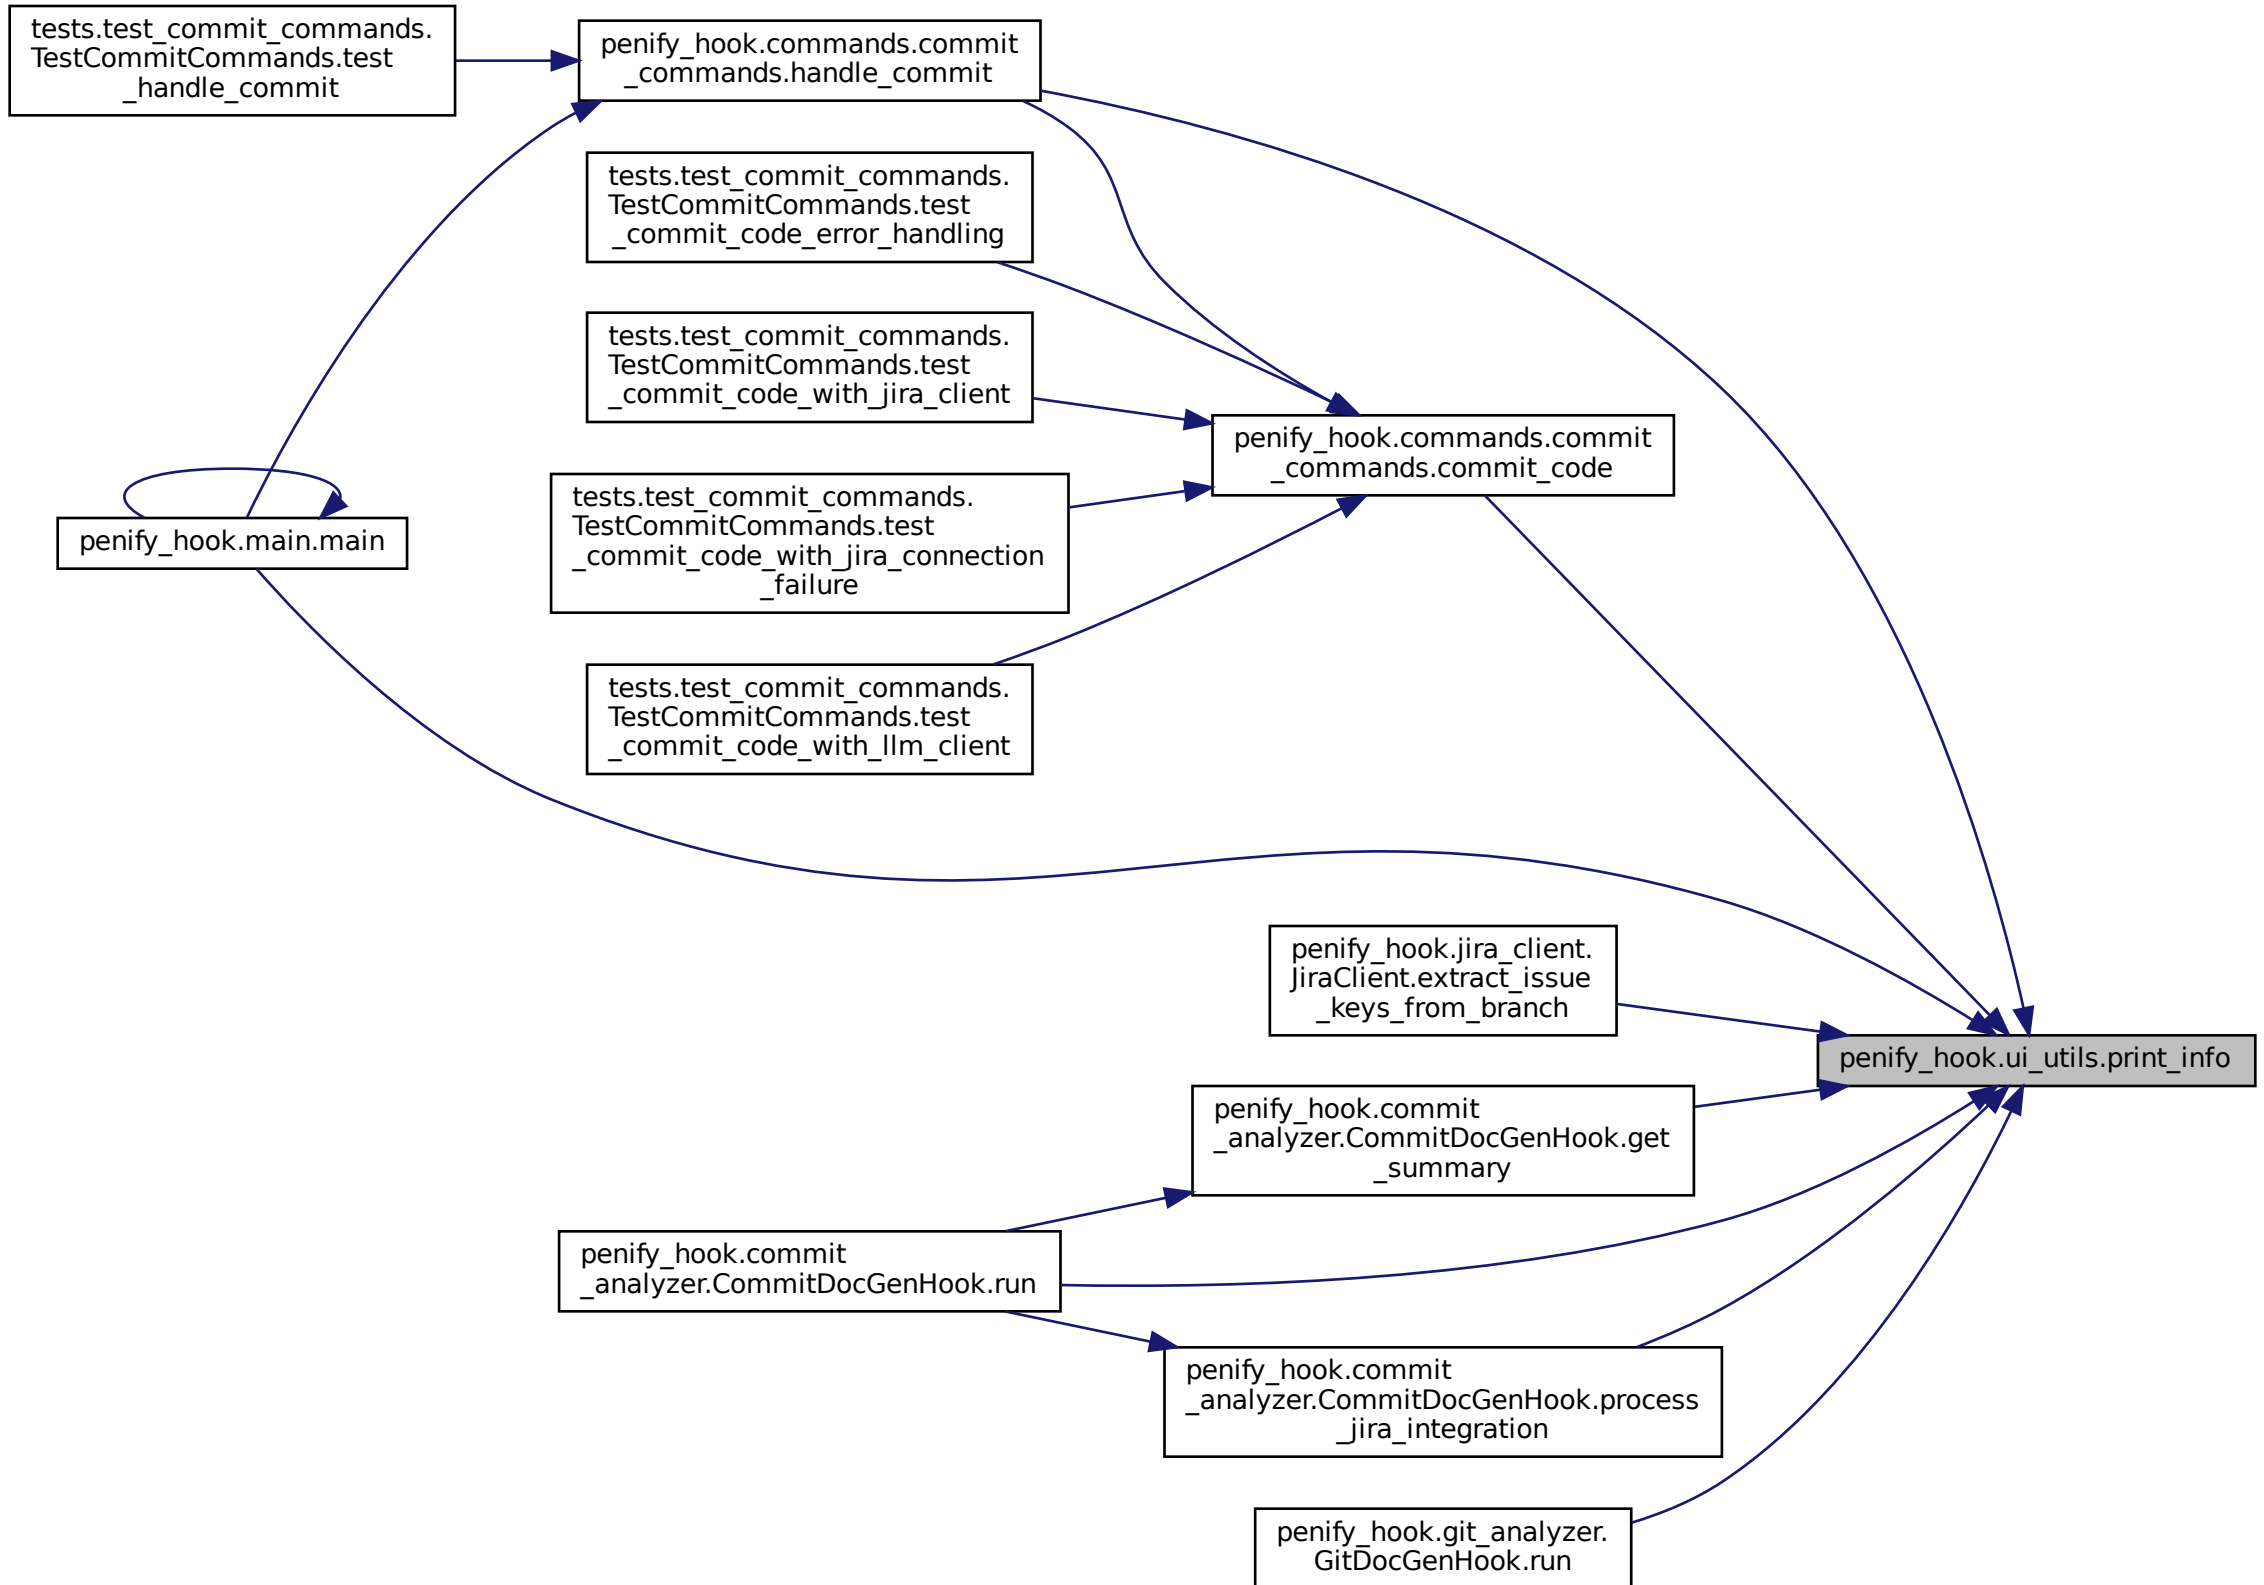 tests.test_commit_commands.
TestCommitCommands.test
_handle_commit
penify_hook.commands.commit
_commands.handle_commit
tests.test_commit_commands.
TestCommitCommands.test
_commit_code_error_handling
tests.test_commit_commands.
TestCommitCommands.test
_commit_code_with_jira_client
penify_hook.commands.commit
_commands.commit_code
tests.test_commit_commands.
TestCommitCommands.test
_commit_code_with_jira_connection
_failure
penify_hook.main.main
tests.test_commit_commands.
TestCommitCommands.test
_commit_code_with_llm_client
penify_hook.jira_client.
JiraClient.extract_issue
_keys_from_branch
penify_hook.ui_utils.print_info
penify_hook.commit
_analyzer.CommitDocGenHook.get
_summary
penify_hook.commit
_analyzer.CommitDocGenHook.run
penify_hook.commit
_analyzer.CommitDocGenHook.process
_jira_integration
penify_hook.git_analyzer.
GitDocGenHook.run